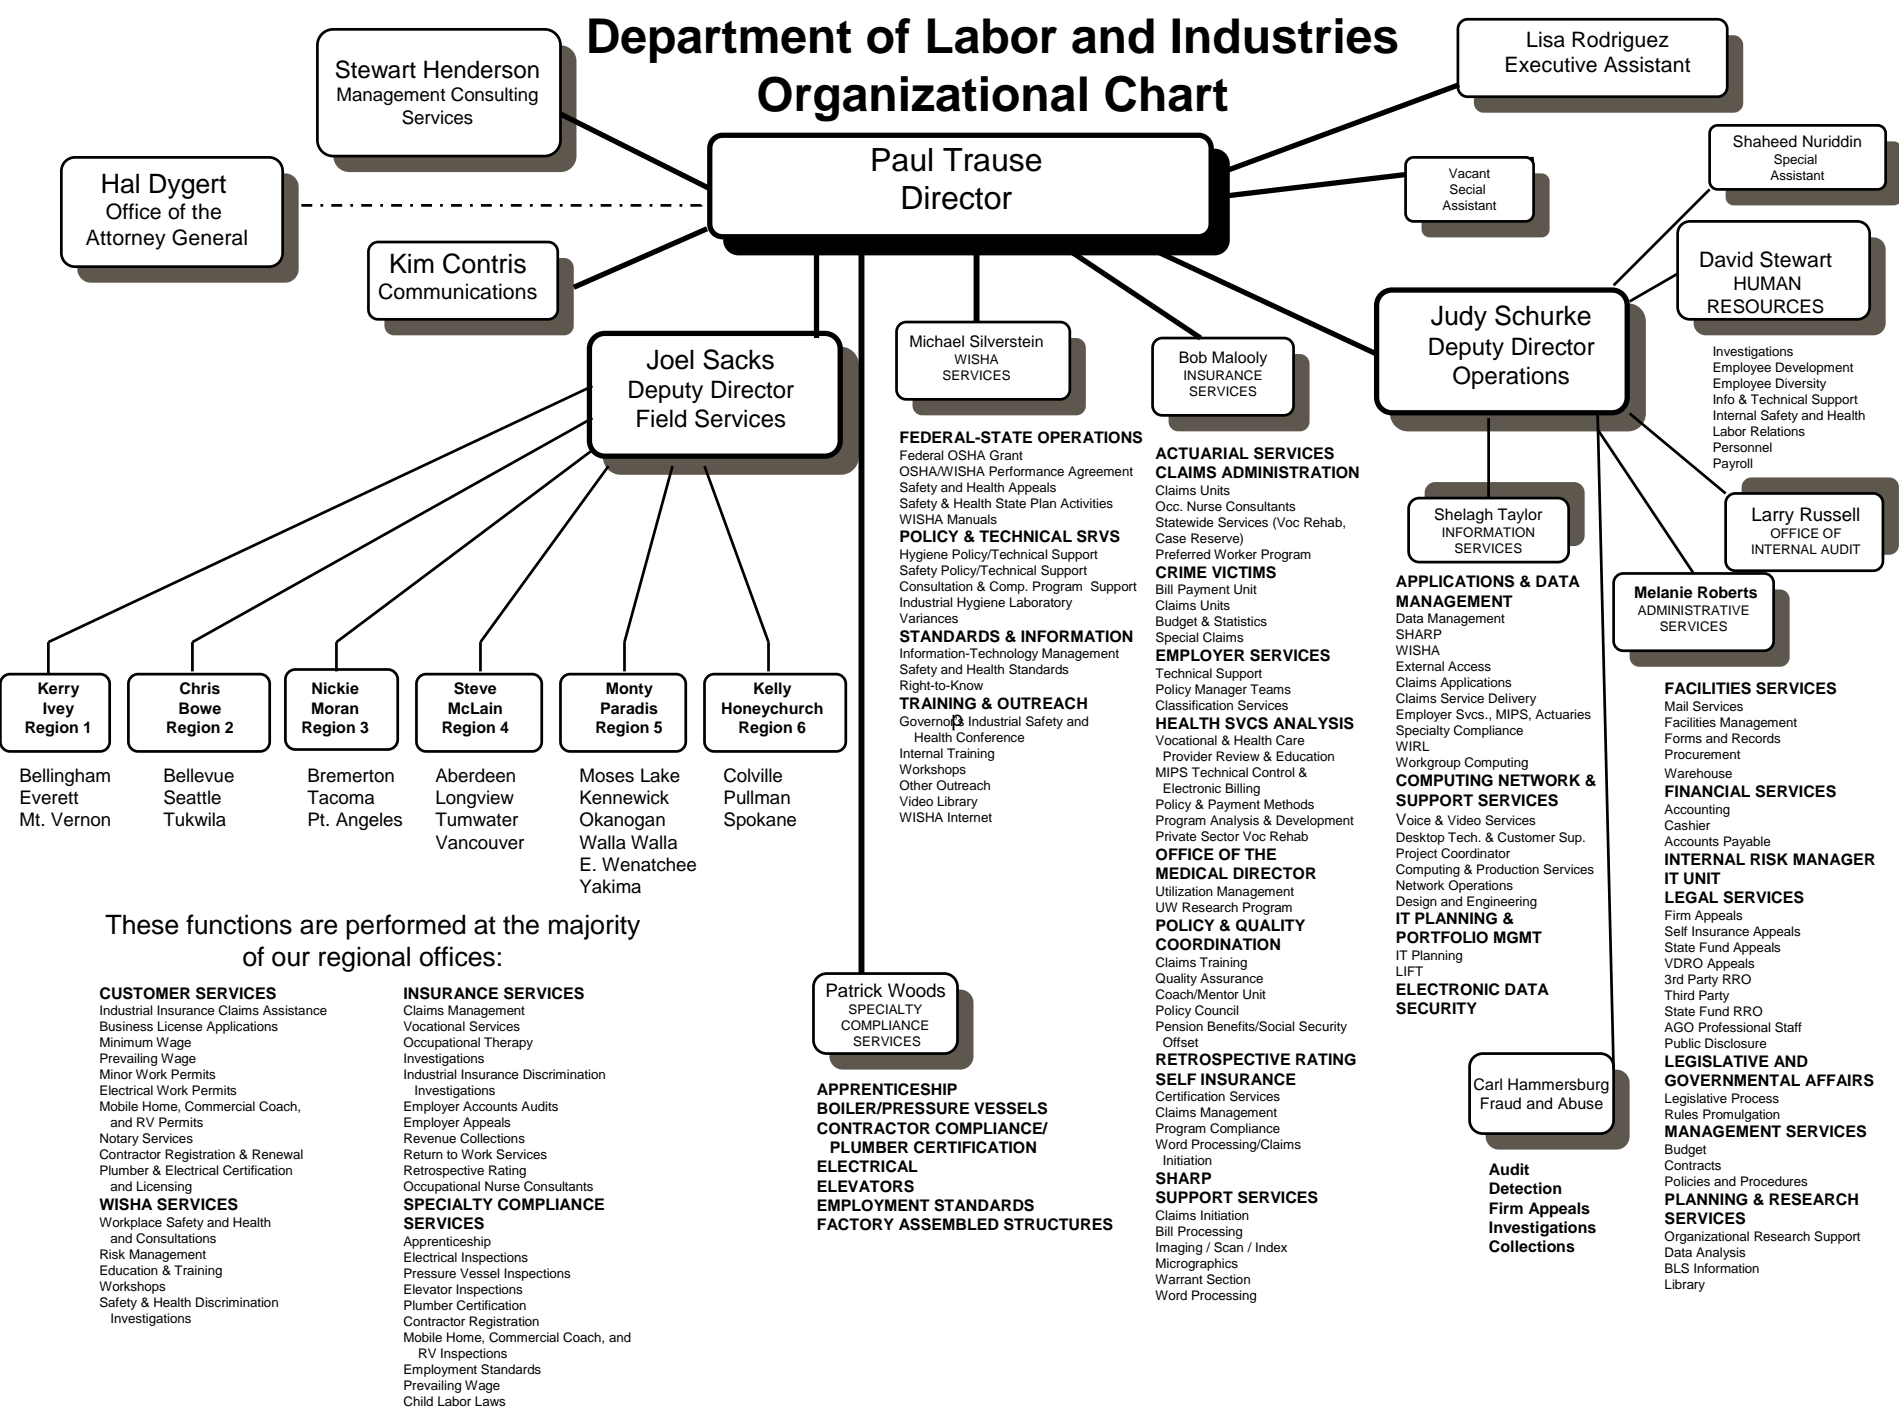 Department of Labor and Industries
Organizational Chart
Stewart Henderson
Management Consulting
Services
Lisa Rodriguez
Executive Assistant
Paul Trause
Director
Hal Dygert
Office of the
Attorney General
Kim Contris
Communications
Vacant
Secial
Assistant
Shaheed Nuriddin
Special
Assistant
David Stewart
HUMAN
RESOURCES
Investigations
Employee Development
Employee Diversity
Info & Technical Support
Internal Safety and Health
Labor Relations
Personnel
Payroll
Judy Schurke
Deputy Director
Operations
Joel Sacks
Deputy Director
Field Services
Kerry
Ivey
Region 1
Bellingham
Everett
Mt. Vernon
Chris
Bowe
Region 2
Bellevue
Seattle
Tukwila
Nickie
Moran
Region 3
Bremerton
Tacoma
Pt. Angeles
Steve
McLain
Region 4
Aberdeen
Longview
Tumwater
Vancouver
Monty
Paradis
Region 5
Moses Lake
Kennewick
Okanogan
Walla Walla
E. Wenatchee
Yakima
Kelly
Honeychurch
Region 6
Colville
Pullman
Spokane
These functions are performed at the majority
of our regional offices:
CUSTOMER SERVICES
Industrial Insurance Claims Assistance
Business License Applications
Minimum Wage
Prevailing Wage
Minor Work Permits
Electrical Work Permits
Mobile Home, Commercial Coach,
and RV Permits
Notary Services
Contractor Registration & Renewal
Plumber & Electrical Certification
and Licensing
WISHA SERVICES
Workplace Safety and Health
and Consultations
Risk Management
Education & Training
Workshops
Safety & Health Discrimination
Investigations
INSURANCE SERVICES
Claims Management
Vocational Services
Occupational Therapy
Investigations
Industrial Insurance Discrimination
Investigations
Employer Accounts Audits
Employer Appeals
Revenue Collections
Return to Work Services
Retrospective Rating
Occupational Nurse Consultants
SPECIALTY COMPLIANCE
SERVICES
Apprenticeship
Electrical Inspections
Pressure Vessel Inspections
Elevator Inspections
Plumber Certification
Contractor Registration
Mobile Home, Commercial Coach, and
RV Inspections
Employment Standards
Prevailing Wage
Child Labor Laws
Patrick Woods
SPECIALTY
COMPLIANCE
SERVICES
APPRENTICESHIP
BOILER/PRESSURE VESSELS
CONTRACTOR COMPLIANCE/
PLUMBER CERTIFICATION
ELECTRICAL
ELEVATORS
EMPLOYMENT STANDARDS
FACTORY ASSEMBLED STRUCTURES
Michael Silverstein
WISHA
SERVICES
FEDERAL-STATE OPERATIONS
Federal OSHA Grant
OSHA/WISHA Performance Agreement
Safety and Health Appeals
Safety & Health State Plan Activities
WISHA Manuals
POLICY & TECHNICAL SRVS
Hygiene Policy/Technical Support
Safety Policy/Technical Support
Consultation & Comp. Program Support
Industrial Hygiene Laboratory
Variances
STANDARDS & INFORMATION
Information-Technology Management
Safety and Health Standards
Right-to-Know
TRAINING & OUTREACH
Governor's Industrial Safety and
Health Conference
Internal Training
Workshops
Other Outreach
Video Library
WISHA Internet
Bob Malooly
INSURANCE
SERVICES
ACTUARIAL SERVICES
CLAIMS ADMINISTRATION
Claims Units
Occ. Nurse Consultants
Statewide Services (Voc Rehab,
Case Reserve)
Preferred Worker Program
CRIME VICTIMS
Bill Payment Unit
Claims Units
Budget & Statistics
Special Claims
EMPLOYER SERVICES
Technical Support
Policy Manager Teams
Classification Services
HEALTH SVCS ANALYSIS
Vocational & Health Care
Provider Review & Education
MIPS Technical Control &
Electronic Billing
Policy & Payment Methods
Program Analysis & Development
Private Sector Voc Rehab
OFFICE OF THE
MEDICAL DIRECTOR
Utilization Management
UW Research Program
POLICY & QUALITY
COORDINATION
Claims Training
Quality Assurance
Coach/Mentor Unit
Policy Council
Pension Benefits/Social Security
Offset
RETROSPECTIVE RATING
SELF INSURANCE
Certification Services
Claims Management
Program Compliance
Word Processing/Claims
Initiation
SHARP
SUPPORT SERVICES
Claims Initiation
Bill Processing
Imaging / Scan / Index
Micrographics
Warrant Section
Word Processing
Shelagh Taylor
INFORMATION
SERVICES
APPLICATIONS & DATA
MANAGEMENT
Data Management
SHARP
WISHA
External Access
Claims Applications
Claims Service Delivery
Employer Svcs., MIPS, Actuaries
Specialty Compliance
WIRL
Workgroup Computing
COMPUTING NETWORK &
SUPPORT SERVICES
Voice & Video Services
Desktop Tech. & Customer Sup.
Project Coordinator
Computing & Production Services
Network Operations
Design and Engineering
IT PLANNING &
PORTFOLIO MGMT
IT Planning
LIFT
ELECTRONIC DATA
SECURITY
Carl Hammersburg
Fraud and Abuse
Audit
Detection
Firm Appeals
Investigations
Collections
Larry Russell
OFFICE OF
INTERNAL AUDIT
Melanie Roberts
ADMINISTRATIVE
SERVICES
FACILITIES SERVICES
Mail Services
Facilities Management
Forms and Records
Procurement
Warehouse
FINANCIAL SERVICES
Accounting
Cashier
Accounts Payable
INTERNAL RISK MANAGER
IT UNIT
LEGAL SERVICES
Firm Appeals
Self Insurance Appeals
State Fund Appeals
VDRO Appeals
3rd Party RRO
Third Party
State Fund RRO
AGO Professional Staff
Public Disclosure
LEGISLATIVE AND
GOVERNMENTAL AFFAIRS
Legislative Process
Rules Promulgation
MANAGEMENT SERVICES
Budget
Contracts
Policies and Procedures
PLANNING & RESEARCH
SERVICES
Organizational Research Support
Data Analysis
BLS Information
Library